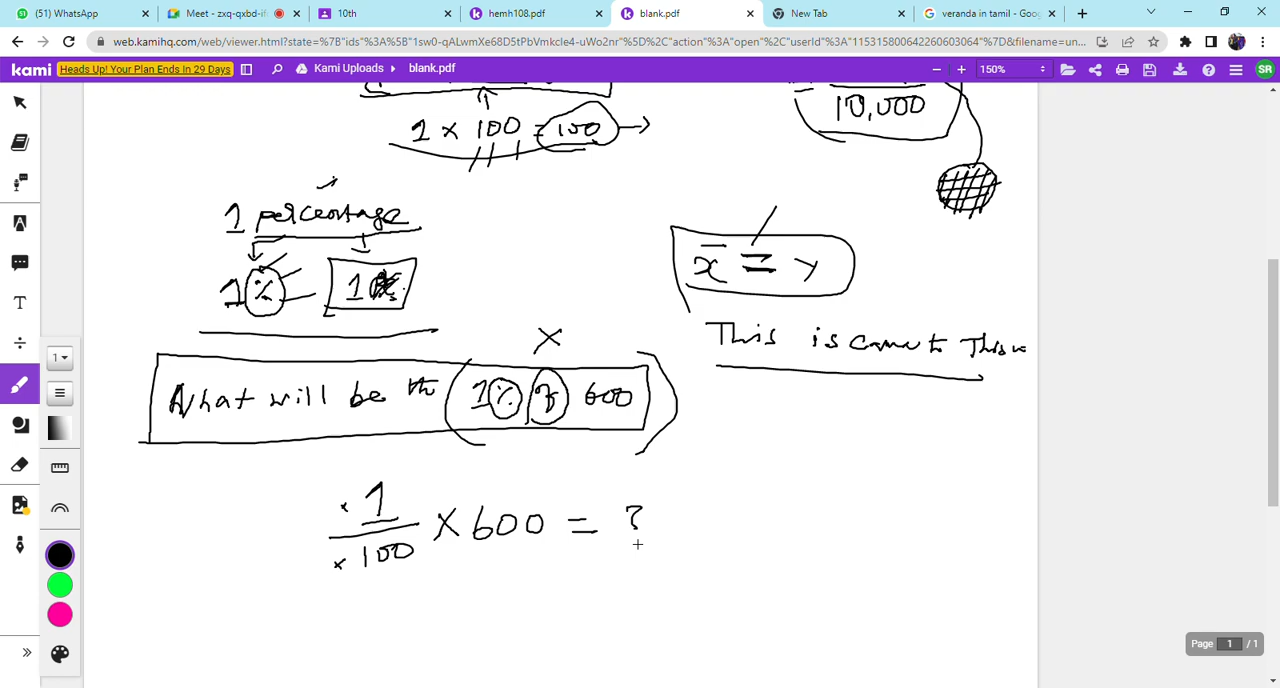 (51) WhatsApp
Meet - zxq-qxbd-if
10th
hemh108.pdf
blank.pdf
New Tab
veranda in tamil - Goo
web.kamihq.com/web/viewer.html?state=%7B"ids"%3A%5B"1sw0-qALwmXe68D5tPbVmkcle4-uWo2nr"%5D%2C"action"%3A"open"%2C"userId"%3A"115315800642260603064"%7D&filename=un...
kami Heads Up! Your Plan Ends In 29 Days Kami Uploads blank.pdf 150% SR
10,000
1 × 100 = 100
1 percentage
1% 1
x = y
This is came to This
What will be the 1% of 600
1
100
× 600 = ?
Page 1 / 1